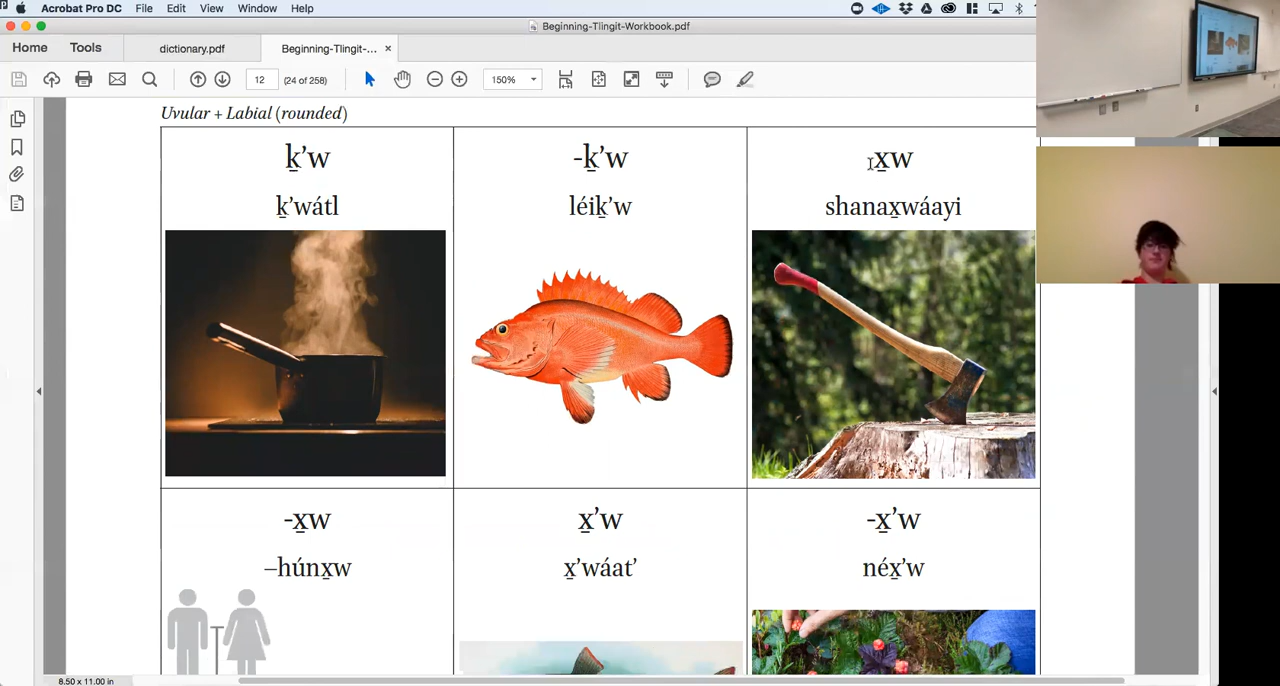 Acrobat Pro DC File Edit View Window Help
Beginning-Tlingit-Workbook.pdf
Home Tools dictionary.pdf Beginning-Tlingit-... ×
12 (24 of 258) 150%
Uvular + Labial (rounded)
ḵ’w -ḵ’w x̱w
ḵ’wátl léiḵ’w shanax̱wáayi
-x̱w x̱’w -x̱’w
–húnx̱w x̱’wáat’ néx̱’w
8.50 x 11.00 in